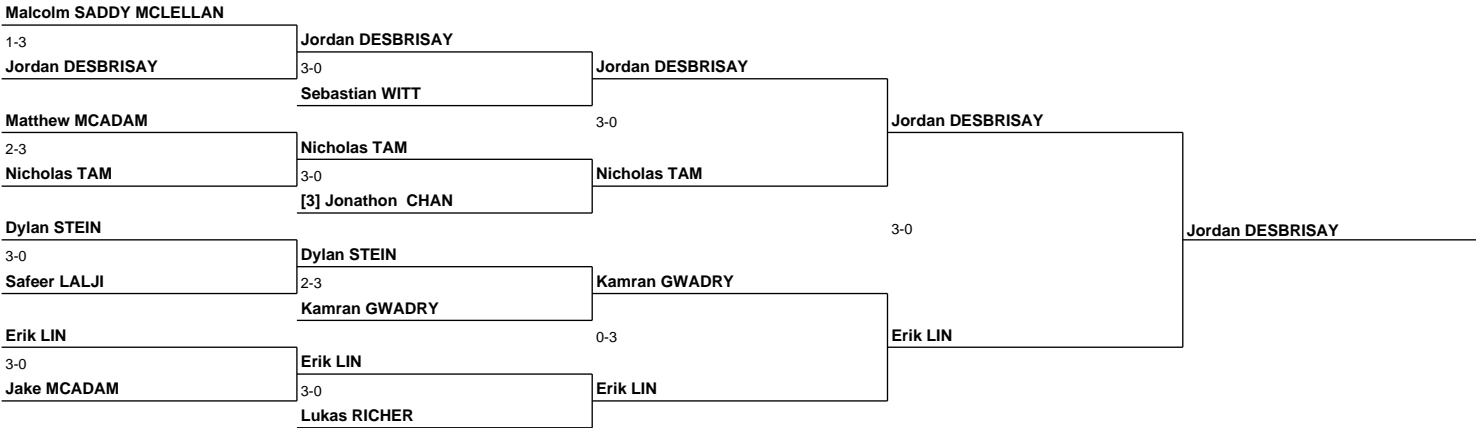 Malcolm SADDY MCLELLAN
1-3
Jordan DESBRISAY
Jordan DESBRISAY
3-0
Sebastian WITT
Jordan DESBRISAY
Matthew MCADAM
2-3
Nicholas TAM
Nicholas TAM
3-0
[3] Jonathon  CHAN
3-0
Nicholas TAM
Jordan DESBRISAY
Dylan STEIN
3-0
Safeer LALJI
Dylan STEIN
2-3
Kamran GWADRY
Kamran GWADRY
3-0
Jordan DESBRISAY
Erik LIN
3-0
Jake MCADAM
Erik LIN
3-0
Lukas RICHER
0-3
Erik LIN
Erik LIN